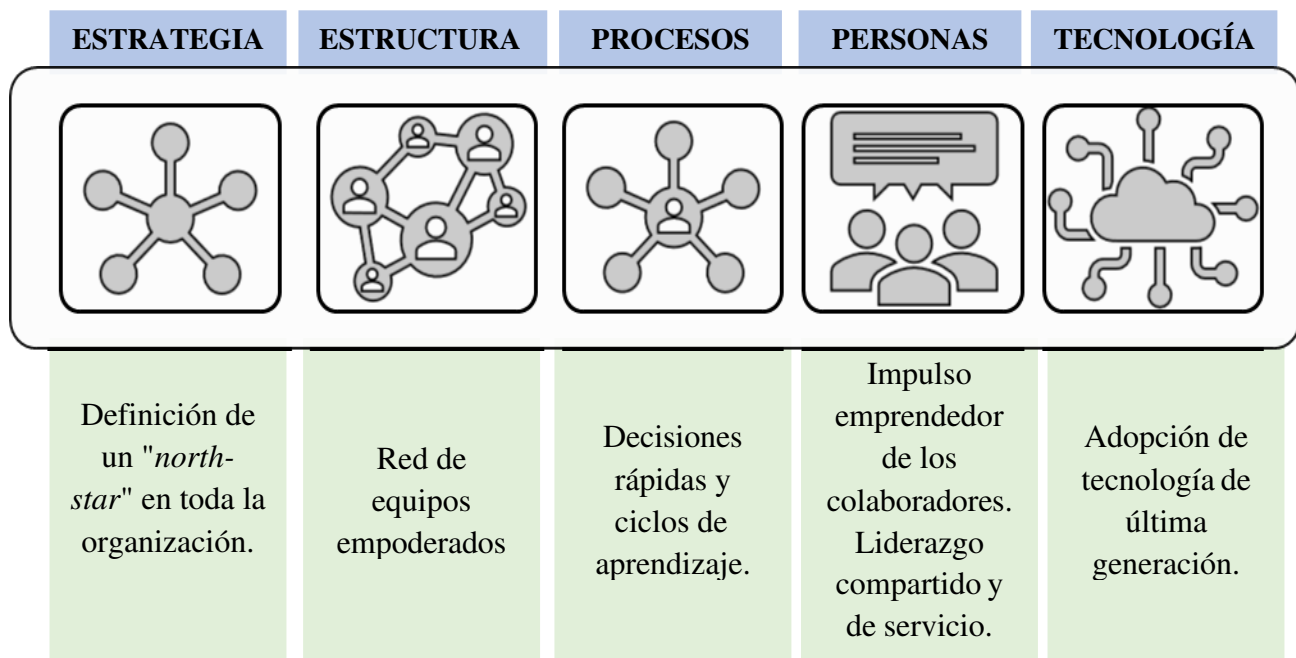 ESTRATEGIA
ESTRUCTURA
PROCESOS
PERSONAS
TECNOLOGÍA
Definición de
un "north-
star" en toda la
organización.
Red de
equipos
empoderados
Decisiones
rápidas y
ciclos de
aprendizaje.
Impulso
emprendedor
de los
colaboradores.
Liderazgo
compartido y
de servicio.
Adopción de
tecnología de
última
generación.